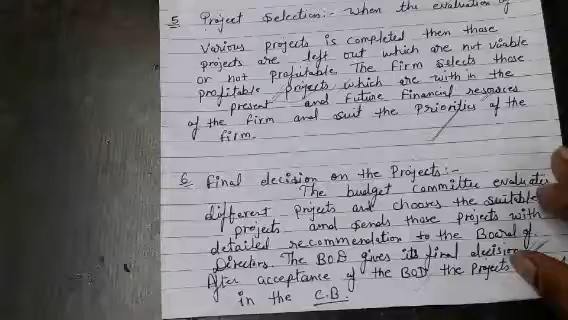 5 Project Selection:- When the evaluation of
Various projects is completed then those
projects are left out which are not viable
or not profitable. The firm selects those
profitable projects which are within the
present and future financial resources
of the firm and suit the priorities of the
firm.
6 final decision on the Projects:-
The budget committee evaluates
different projects and chooses the suitable
projects and sends those projects with
detailed recommendation to the Board of
Directors. The BOD gives its final decision
After acceptance of the BOD the projects
in the C.B.